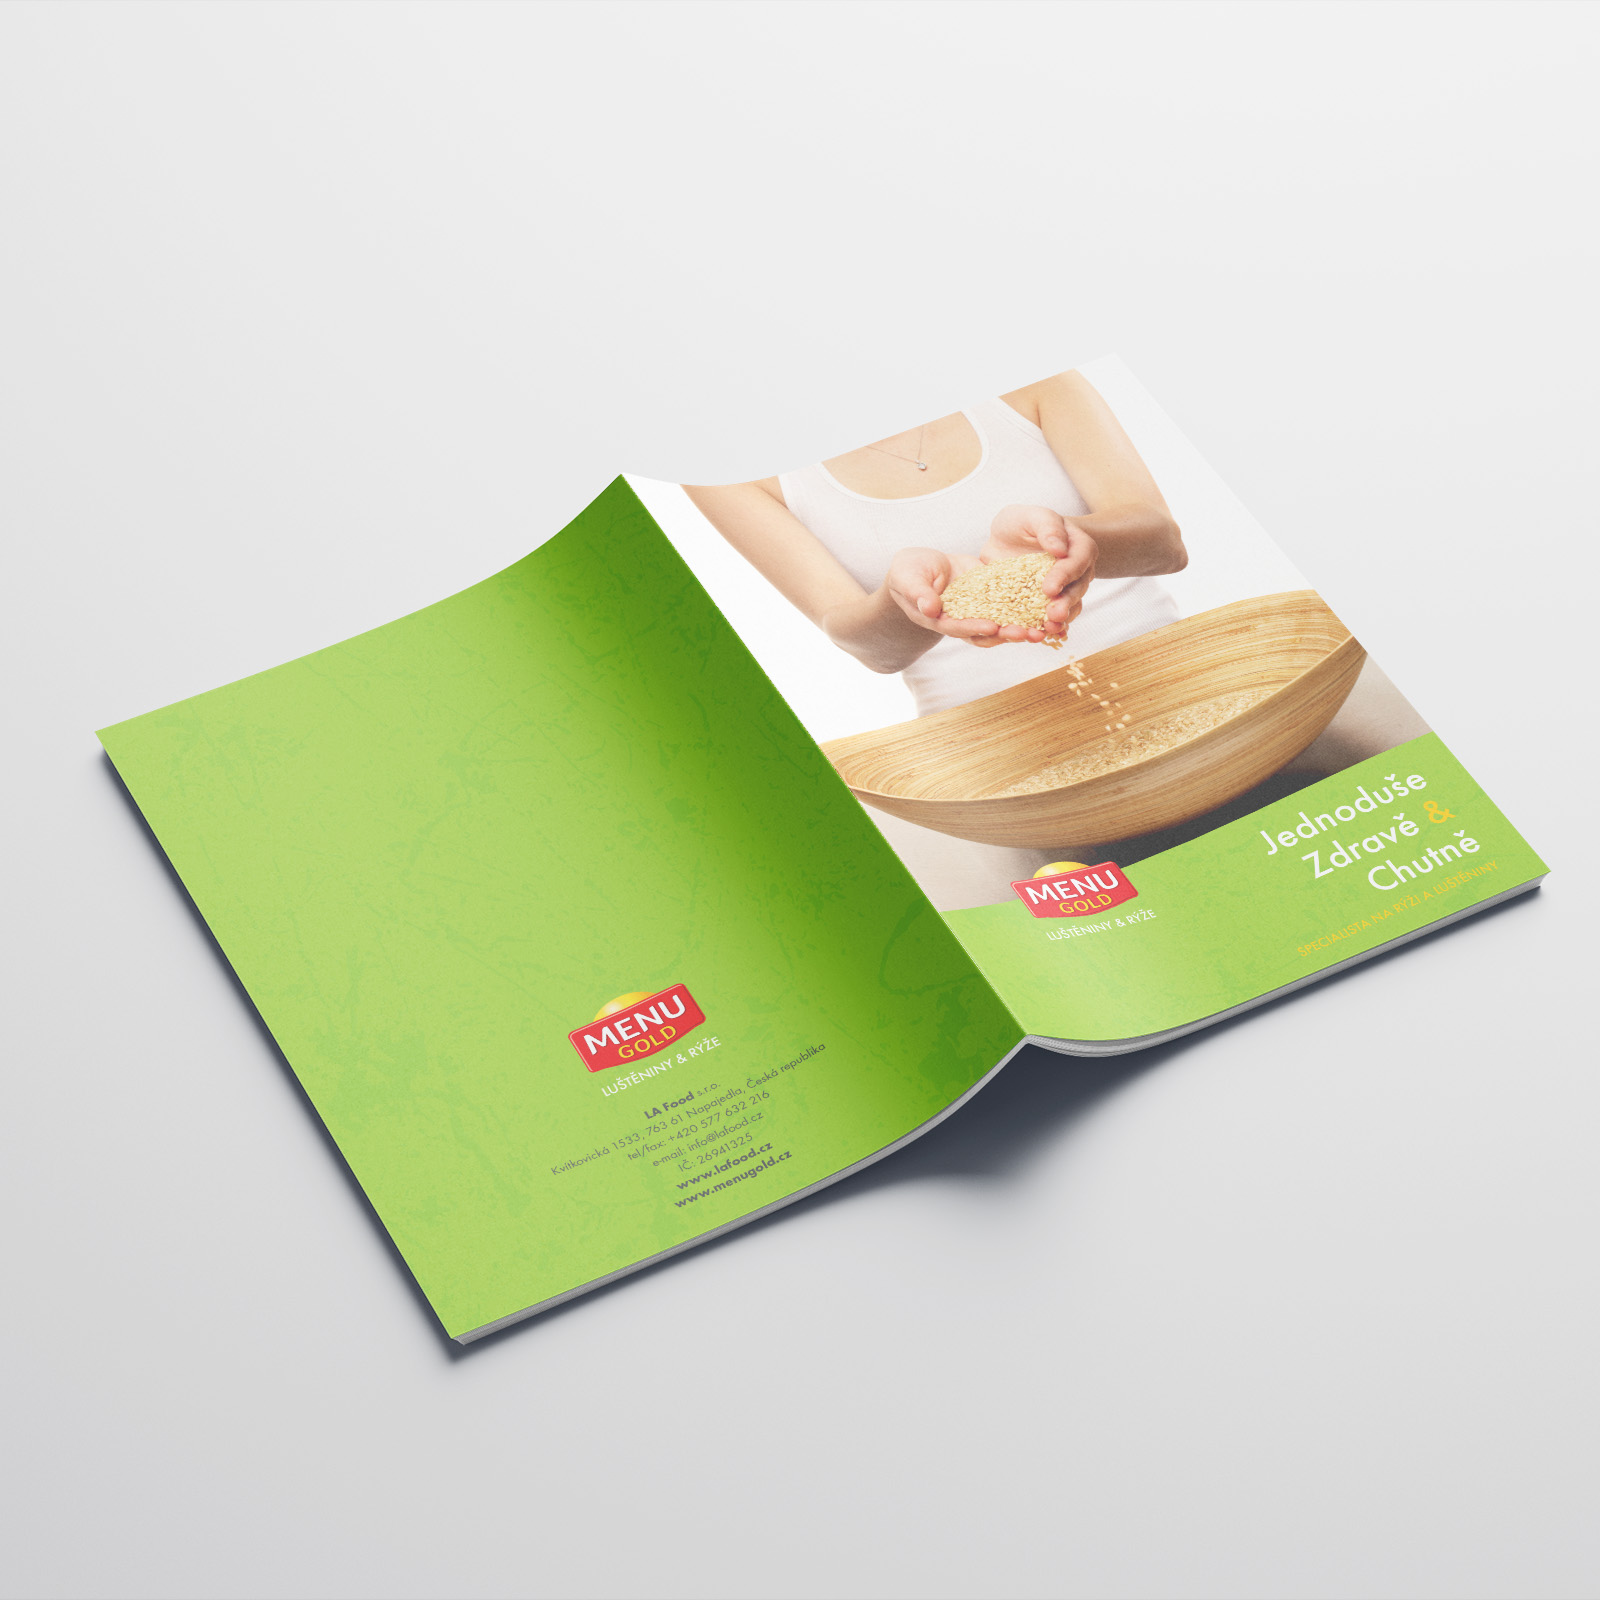 Jednoduše
Zdravě &
Chutně
SPECIALISTA NA RÝŽI A LUŠTĚNINY
MENU
GOLD
LUŠTĚNINY & RÝŽE
MENU
GOLD
LUŠTĚNINY & RÝŽE
LA Food s.r.o.
Kvítkovická 1533, 763 61 Napajedla, Česká republika
tel/fax: +420 577 632 216
e-mail: info@lafood.cz
IČ: 26941325
www.lafood.cz
www.menugold.cz